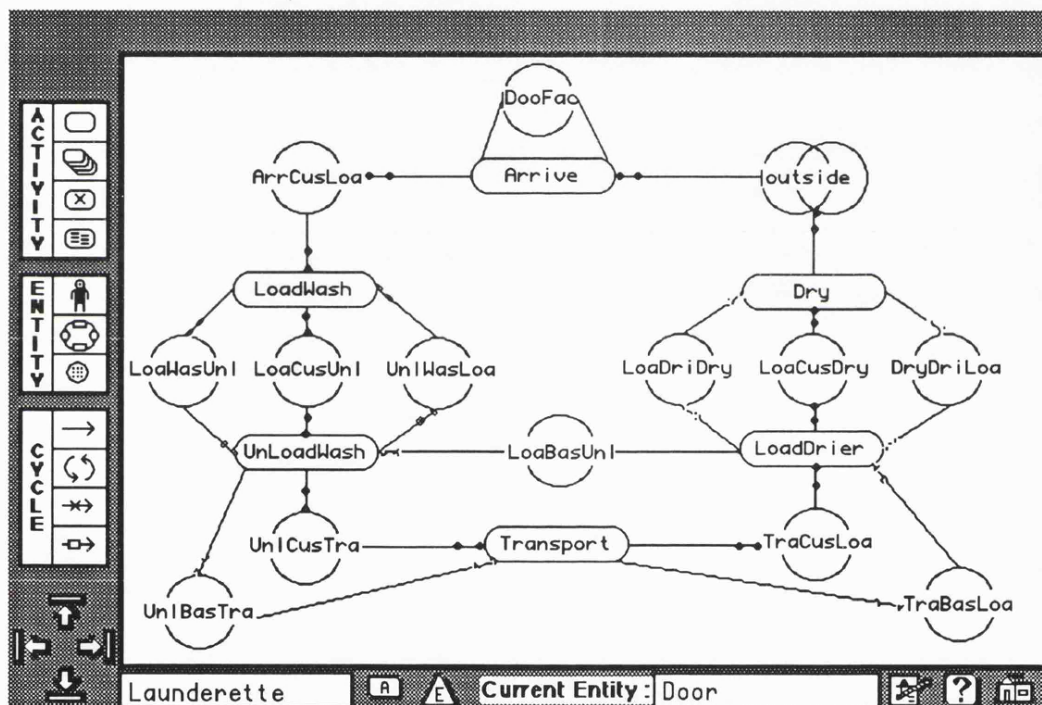 ACTIVITY
ENTITY
CYCLE
DooFac
ArrCusLoa
Arrive
outside
LoadWash
Dry
LoaWasUnl
LoaCusUnl
UnlWasLoa
LoaDriDry
LoaCusDry
DryDriLoa
UnLoadWash
LoaBasUnl
LoadDrier
UnlCusTra
Transport
TraCusLoa
UnlBasTra
TraBasLoa
Launderette
A
E
Current Entity: Door
?